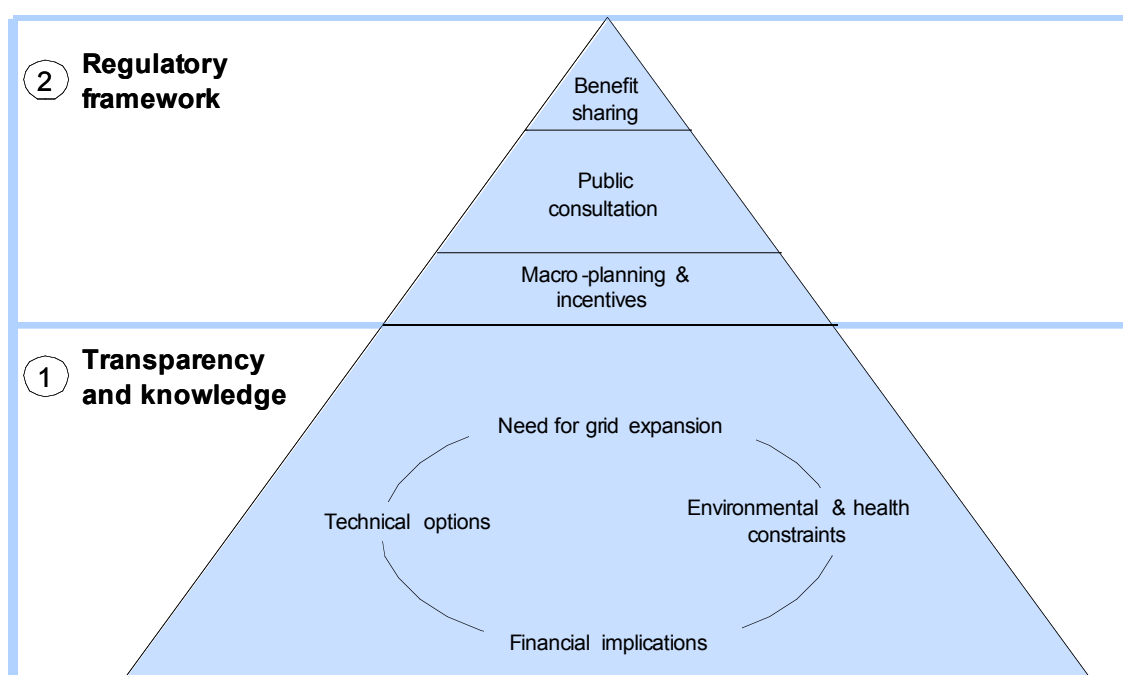 2
Regulatory
framework
Benefit
sharing
Public
consultation
Macro-planning &
incentives
1
Transparency
and knowledge
Need for grid expansion
Technical options
Environmental & health
constraints
Financial implications